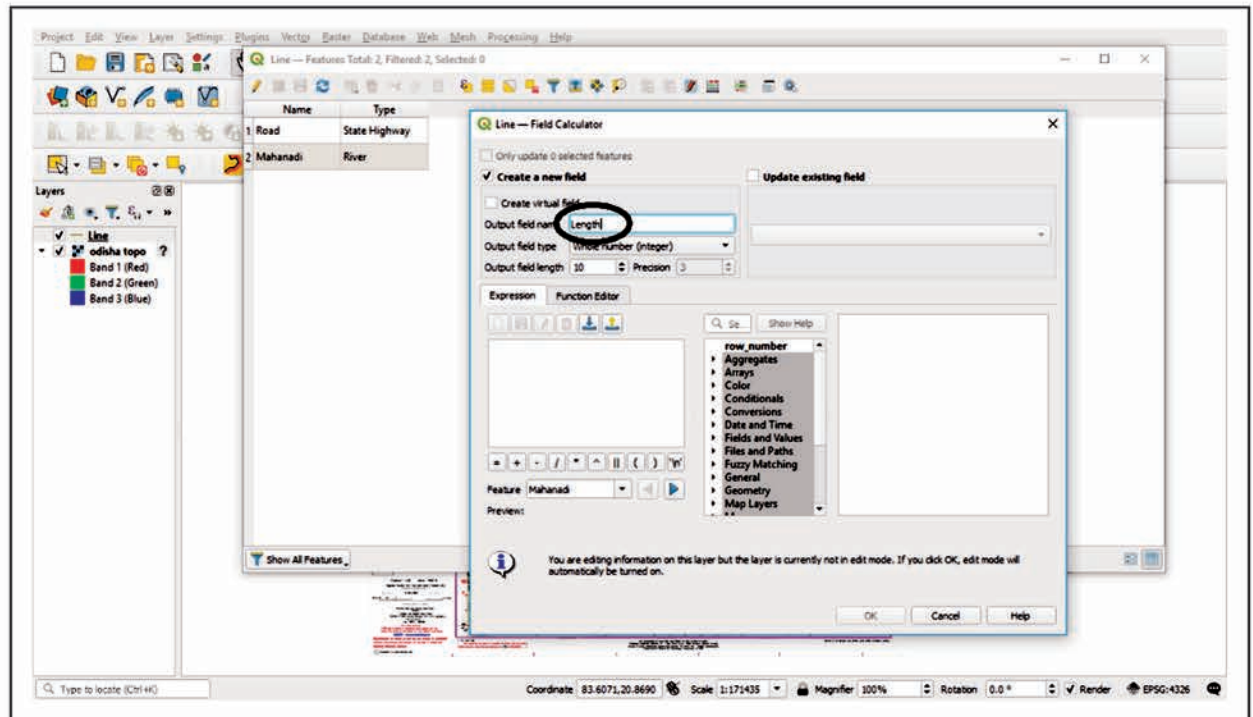 Project Edit View Layer Settings Plugins Vector Raster Database Web Mesh Processing Help
Line — Features Total: 2, Filtered: 2, Selected: 0
Name Type
1 Road State Highway
2 Mahanadi River
Layers
Line
odisha topo ?
Band 1 (Red)
Band 2 (Green)
Band 3 (Blue)
Line — Field Calculator
Only update 0 selected features
Create a new field
Update existing field
Create virtual field
Output field name Length
Output field type Whole number (integer)
Output field length 10 Precision 3
Expression Function Editor
Se Show Help
row_number
Aggregates
Arrays
Color
Conditionals
Conversions
Date and Time
Fields and Values
Files and Paths
Fuzzy Matching
General
Geometry
Map Layers
= + - / * ^ || ( ) '\n'
Feature Mahanadi
Preview:
You are editing information on this layer but the layer is currently not in edit mode. If you click OK, edit mode will
automatically be turned on.
OK Cancel Help
Show All Features
Type to locate (Ctrl+K) Coordinate 83.6071,20.8690 Scale 1:171435 Magnifier 100% Rotation 0.0 ° Render EPSG:4326